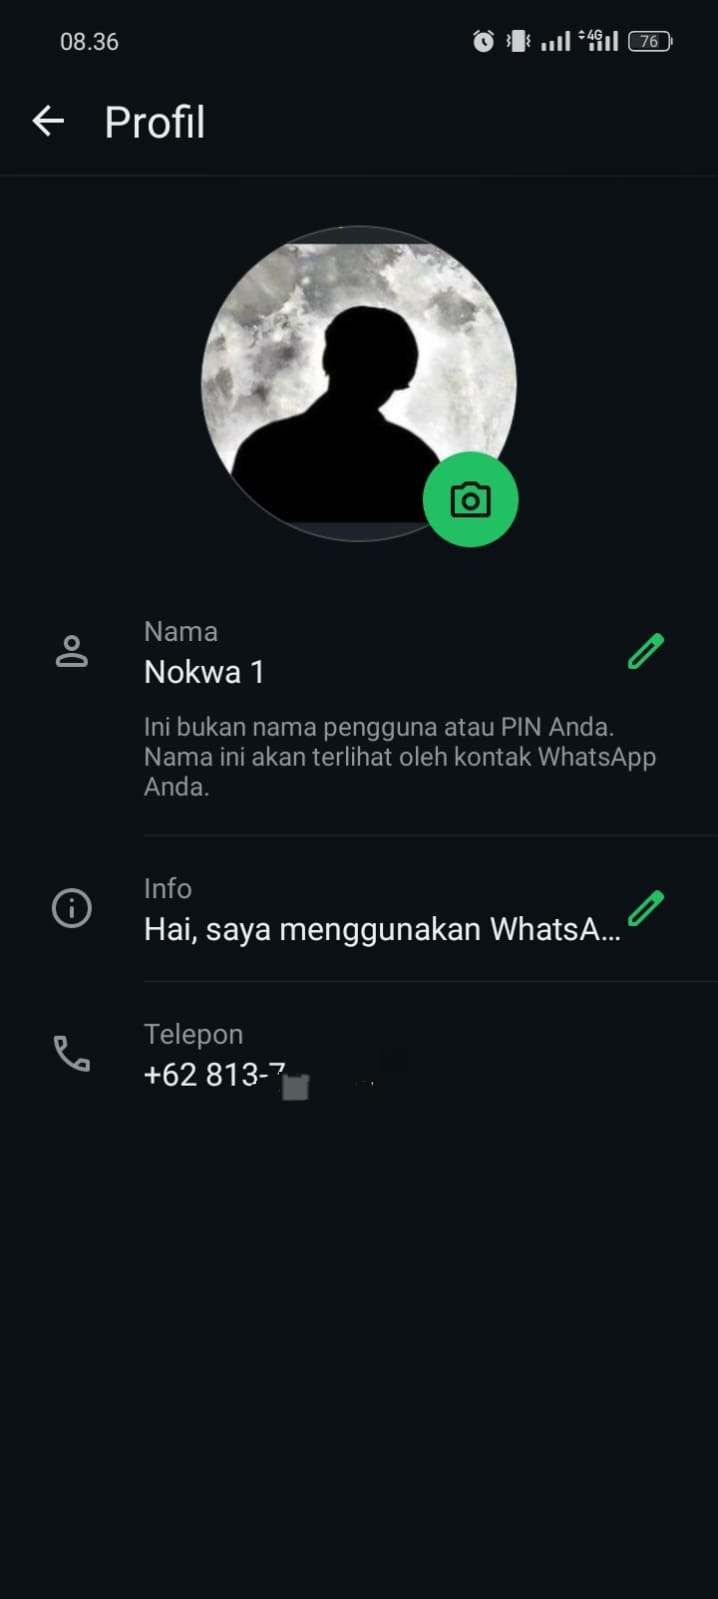 08.36
4G
76
Profil
Nama
Nokwa 1
Ini bukan nama pengguna atau PIN Anda.
Nama ini akan terlihat oleh kontak WhatsApp
Anda.
Info
Hai, saya menggunakan WhatsA...
Telepon
+62 813-7